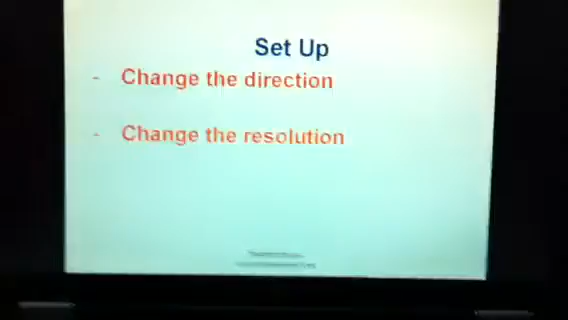 Set Up
- Change the direction
- Change the resolution